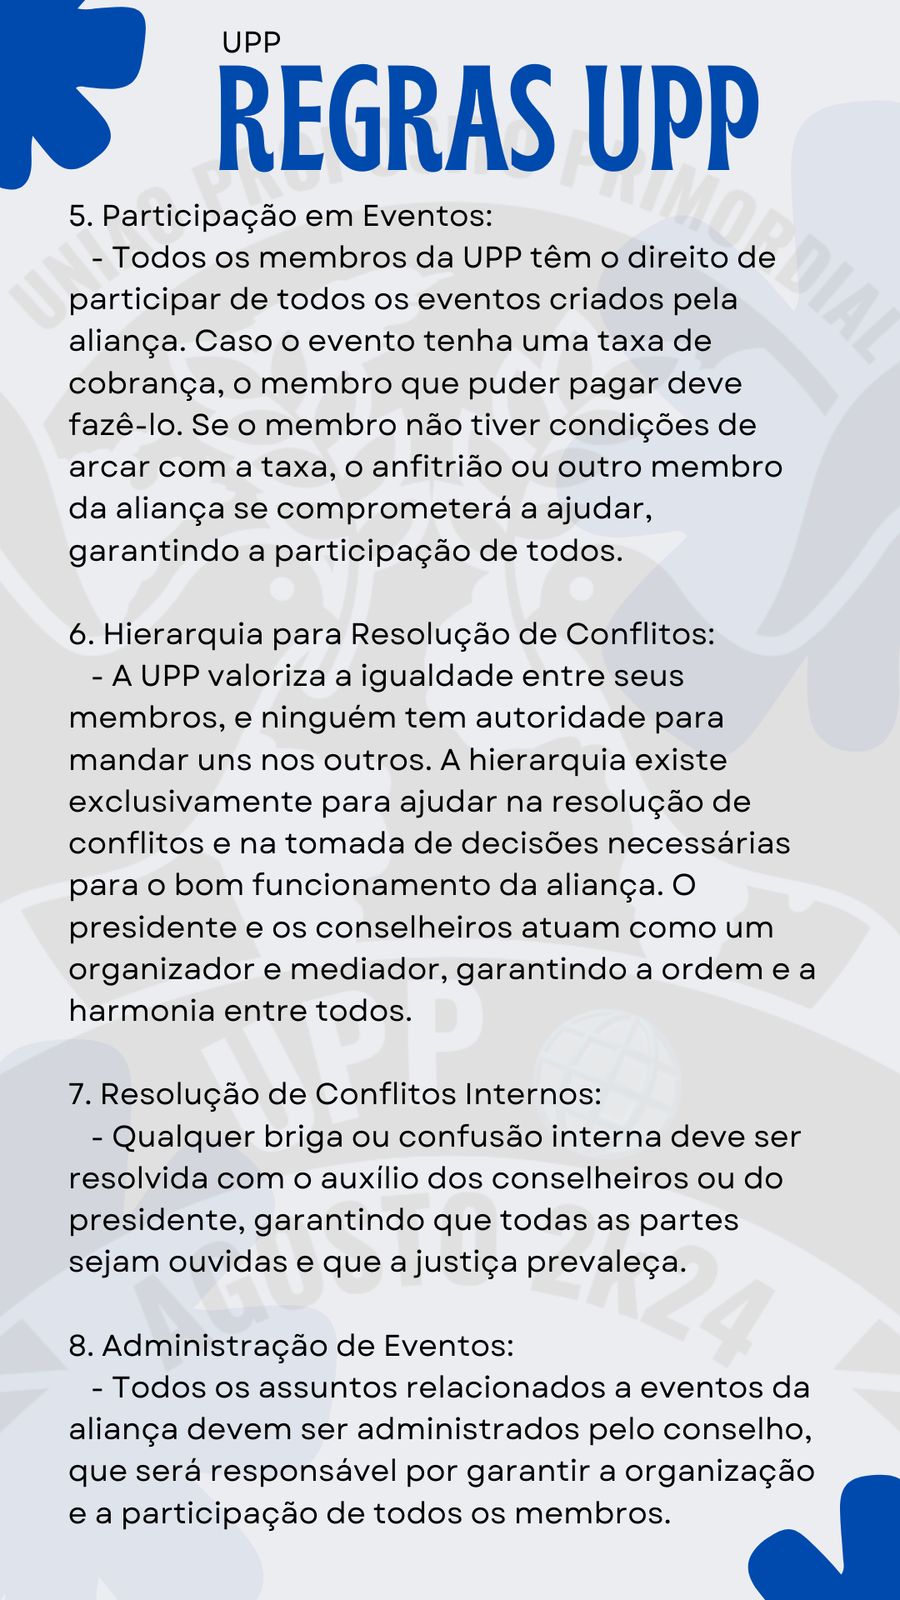 UPP
REGRAS UPP
UNIÃO PROPOSITO PRIMORDIAL
5. Participação em Eventos:
- Todos os membros da UPP têm o direito de
participar de todos os eventos criados pela
aliança. Caso o evento tenha uma taxa de
cobrança, o membro que puder pagar deve
fazê-lo. Se o membro não tiver condições de
arcar com a taxa, o anfitrião ou outro membro
da aliança se comprometerá a ajudar,
garantindo a participação de todos.
6. Hierarquia para Resolução de Conflitos:
- A UPP valoriza a igualdade entre seus
membros, e ninguém tem autoridade para
mandar uns nos outros. A hierarquia existe
exclusivamente para ajudar na resolução de
conflitos e na tomada de decisões necessárias
para o bom funcionamento da aliança. O
presidente e os conselheiros atuam como um
organizador e mediador, garantindo a ordem e a
harmonia entre todos.
UPP
7. Resolução de Conflitos Internos:
- Qualquer briga ou confusão interna deve ser
resolvida com o auxílio dos conselheiros ou do
presidente, garantindo que todas as partes
sejam ouvidas e que a justiça prevaleça.
AGOSTO 2K24
8. Administração de Eventos:
- Todos os assuntos relacionados a eventos da
aliança devem ser administrados pelo conselho,
que será responsável por garantir a organização
e a participação de todos os membros.